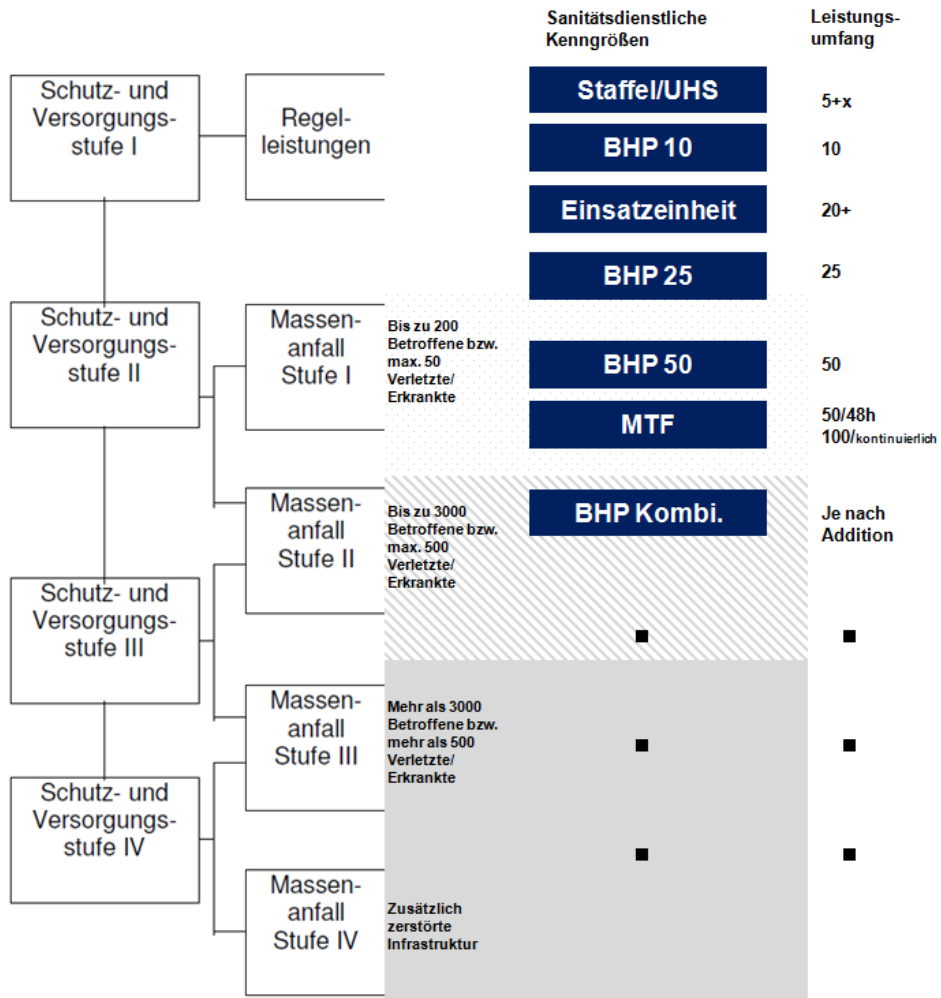 Sanitätsdienstliche
Kenngrößen
Leistungs-
umfang
Schutz- und
Versorgungs-
stufe I
Regel-
leistungen
Staffel/UHS
5+x
BHP 10
10
Einsatzeinheit
20+
BHP 25
25
Schutz- und
Versorgungs-
stufe II
Massen-
anfall
Stufe I
Bis zu 200
Betroffene bzw.
max. 50
Verletzte/
Erkrankte
BHP 50
50
MTF
50/48h
100/kontinuierlich
Massen-
anfall
Stufe II
Bis zu 3000
Betroffene bzw.
max. 500
Verletzte/
Erkrankte
BHP Kombi.
Je nach
Addition
Schutz- und
Versorgungs-
stufe III
Massen-
anfall
Stufe III
Mehr als 3000
Betroffene bzw.
mehr als 500
Verletzte/
Erkrankte
Schutz- und
Versorgungs-
stufe IV
Massen-
anfall
Stufe IV
Zusätzlich
zerstörte
Infrastruktur